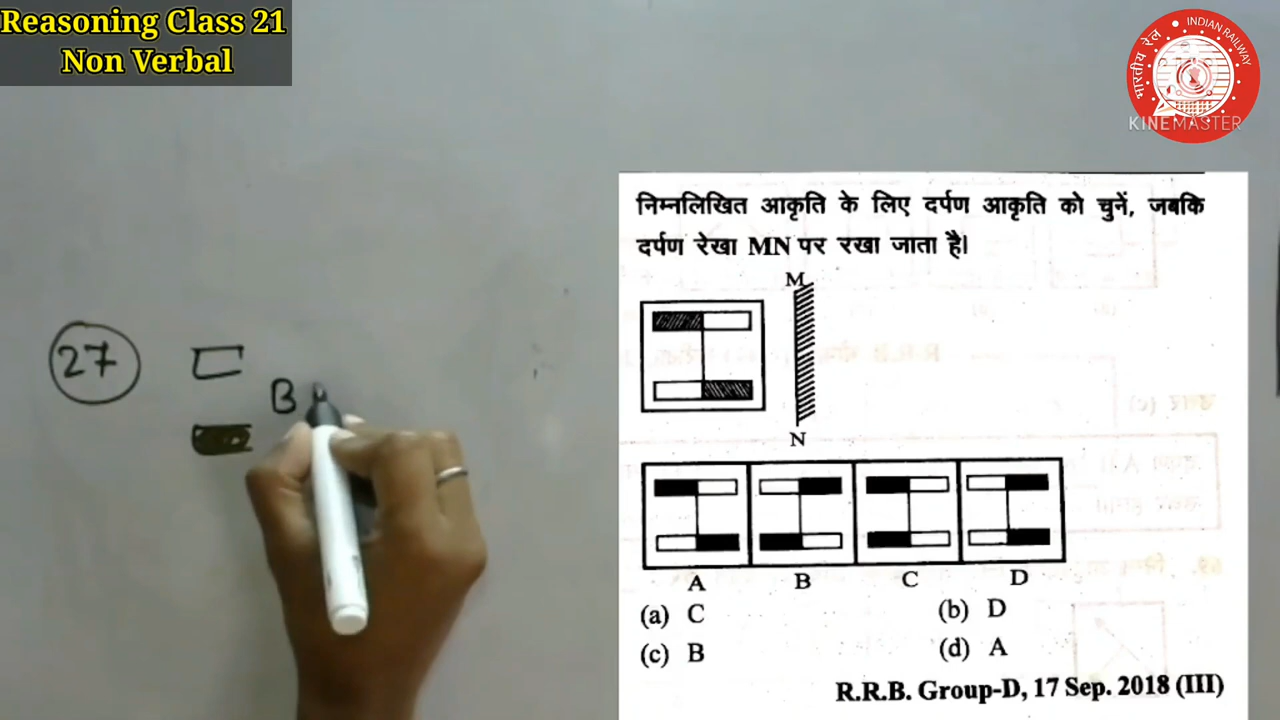 Reasoning Class 21
Non Verbal
भारतीय रेल
INDIAN RAILWAY
KINEMASTER
27
B
निम्नलिखित आकृति के लिए दर्पण आकृति को चुनें, जबकि
दर्पण रेखा MN पर रखा जाता है।
M
N
A B C D
(a) C (b) D
(c) B (d) A
R.R.B. Group-D, 17 Sep. 2018 (III)